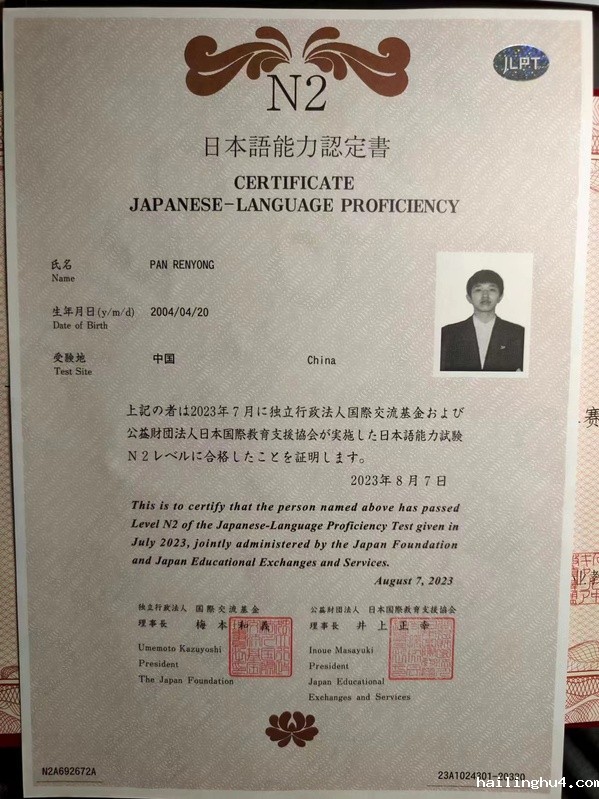 JLPT
N2
日本語能力認定書
CERTIFICATE
JAPANESE-LANGUAGE PROFICIENCY
氏名 PAN RENYONG
Name
生年月日(y/m/d) 2004/04/20
Date of Birth
受験地 中国 China
Test Site
上記の者は2023年7月に独立行政法人国際交流基金および
公益財団法人日本国際教育支援協会が実施した日本語能力試験
N2レベルに合格したことを証明します。
2023年8月7日
This is to certify that the person named above has passed
Level N2 of the Japanese-Language Proficiency Test given in
July 2023, jointly administered by the Japan Foundation
and Japan Educational Exchanges and Services.
August 7, 2023
独立行政法人 国際交流基金
理事長 梅本和義
Umemoto Kazuyoshi
President
The Japan Foundation
公益財団法人 日本国際教育支援協会
理事長 井上正幸
Inoue Masayuki
President
Japan Educational
Exchanges and Services
赛
业教
N2A692672A
23A1024301-20330
hailinghu4.com